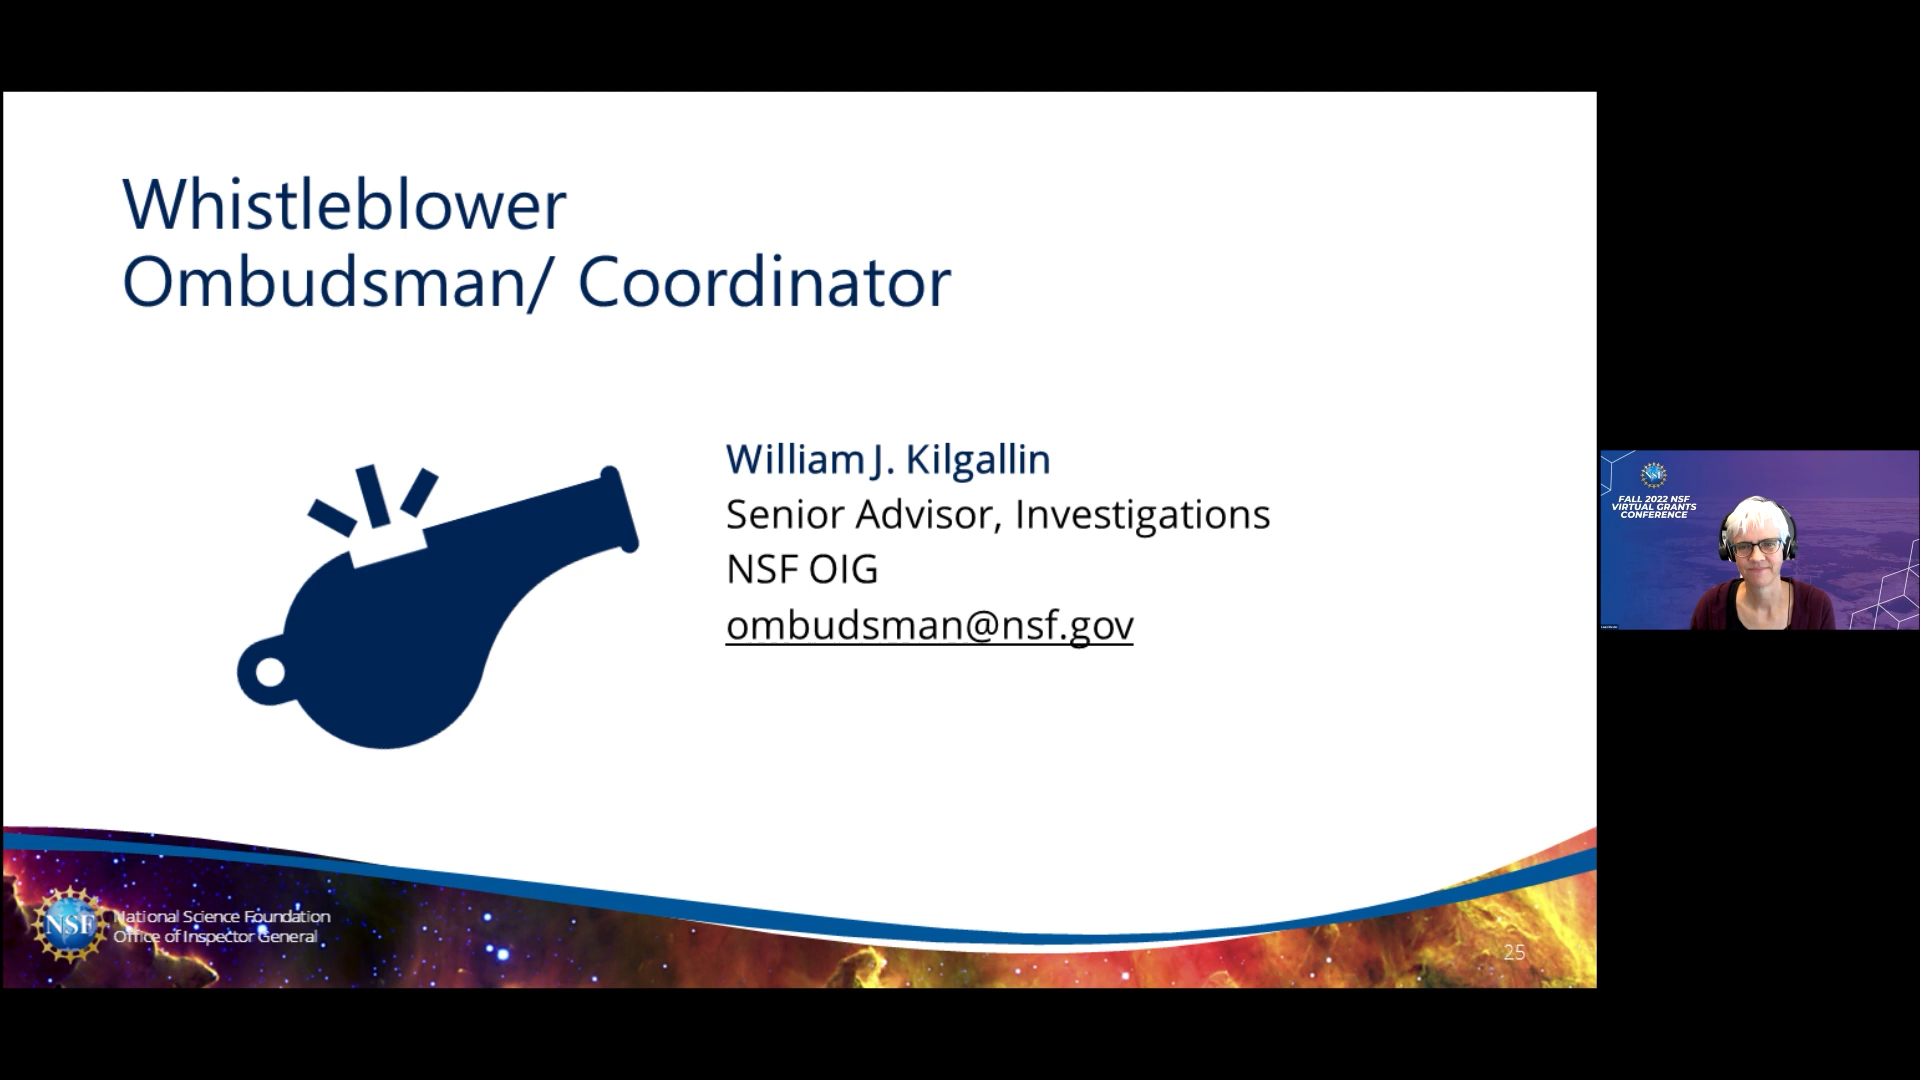 Whistleblower
Ombudsman/ Coordinator
William J. Kilgallin
Senior Advisor, Investigations
NSF OIG
ombudsman@nsf.gov
NSF
National Science Foundation
Office of Inspector General
25
NSF
FALL 2022 NSF
VIRTUAL GRANTS
CONFERENCE